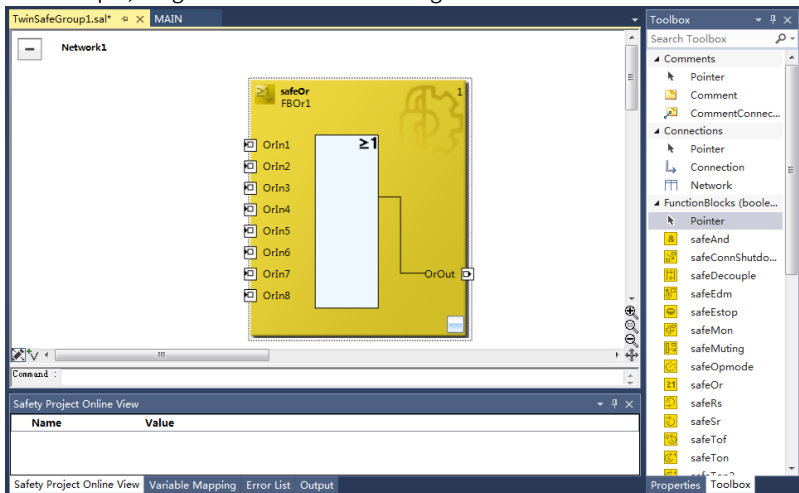 TwinSafeGroup1.sal* MAIN
Network1
≥1 safeOr 1
FBOr1
≥1
OrIn1
OrIn2
OrIn3
OrIn4
OrIn5
OrIn6
OrIn7
OrOut
OrIn8
Command :
Safety Project Online View
Name Value
Safety Project Online View Variable Mapping Error List Output
Toolbox
Search Toolbox
Comments
Pointer
Comment
CommentConnec...
Connections
Pointer
Connection
Network
FunctionBlocks (boole...
Pointer
& safeAnd
safeConnShutdo...
safeDecouple
safeEdm
safeEstop
safeMon
safeMuting
safeOpmode
≥1 safeOr
safeRs
safeSr
safeTof
safeTon
Properties Toolbox